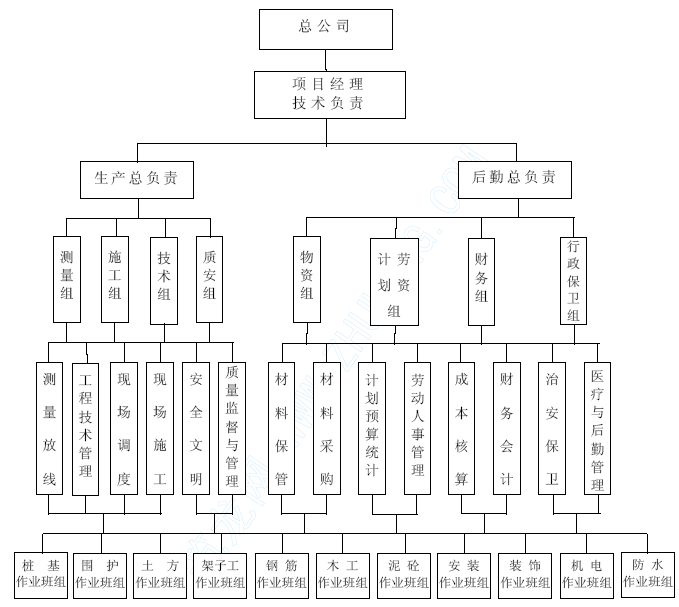 总公司
项目经理
技术负责
生产总负责
后勤总负责
测量组
施工组
技术组
质安组
物资组
劳资
计划组
财务组
行政保卫组
测量放线
工程技术管理
现场调度
现场施工
安全文明
质量监督与管理
材料保管
材料采购
计划预算统计
劳动人事管理
成本核算
财务会计
治安保卫
医疗与后勤管理
桩基
作业班组
围护
作业班组
土方
作业班组
架子工
作业班组
钢筋
作业班组
木工
作业班组
泥砼
作业班组
安装
作业班组
装饰
作业班组
机电
作业班组
防水
作业班组